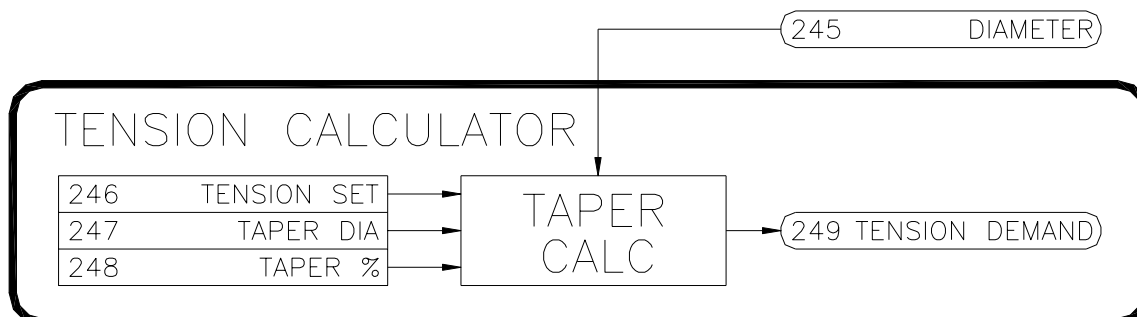 245 DIAMETER
TENSION CALCULATOR
246 TENSION SET
247 TAPER DIA
248 TAPER %
TAPER
CALC
249 TENSION DEMAND